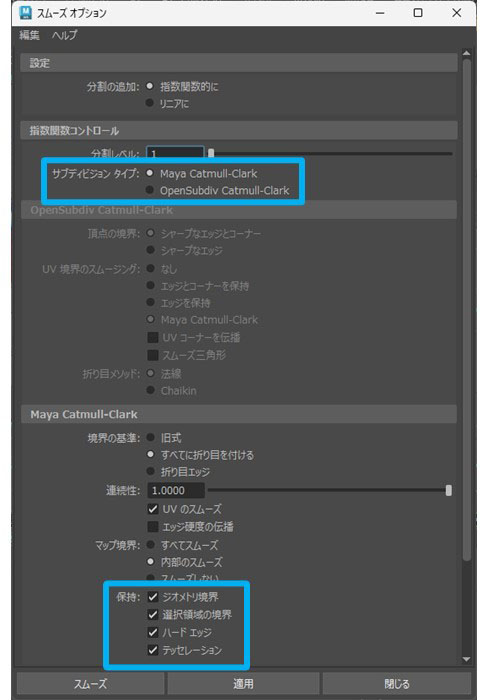 スムーズ オプション
編集 ヘルプ
設定
分割の追加: 指数関数的に
リニアに
指数関数コントロール
分割レベル: 1
サブディビジョン タイプ: Maya Catmull-Clark
OpenSubdiv Catmull-Clark
OpenSubdiv Catmull-Clark
頂点の境界: シャープなエッジとコーナー
シャープなエッジ
UV 境界のスムージング: なし
エッジとコーナーを保持
エッジを保持
Maya Catmull-Clark
UV コーナーを伝播
スムーズ三角形
折り目メソッド: 法線
Chaikin
Maya Catmull-Clark
境界の基準: 旧式
すべてに折り目を付ける
折り目エッジ
連続性: 1.0000
UV のスムーズ
エッジ硬度の伝播
マップ境界: すべてスムーズ
内部のスムーズ
スムーズしない
保持: ジオメトリ境界
選択領域の境界
ハード エッジ
テッセレーション
スムーズ 適用 閉じる